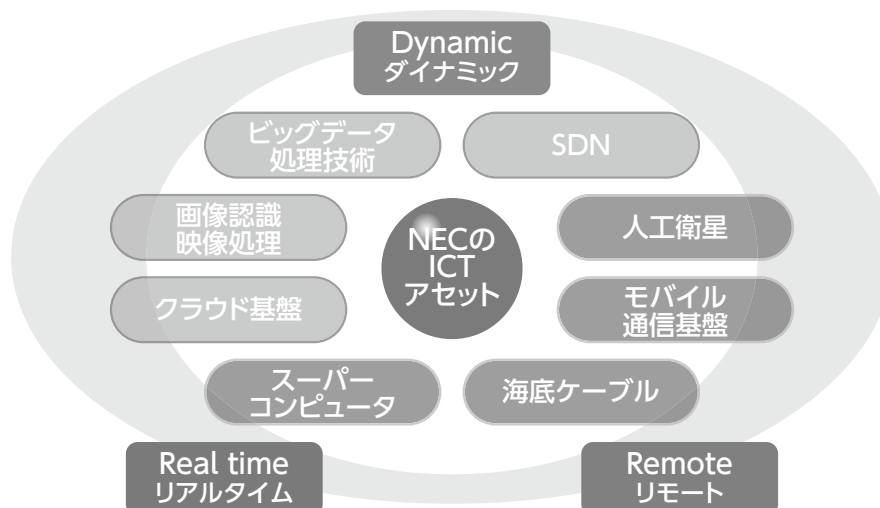 Dynamic
ダイナミック
ビッグデータ
処理技術
SDN
画像認識
映像処理
NECの
ICT
アセット
人工衛星
クラウド基盤
モバイル
通信基盤
スーパー
コンピュータ
海底ケーブル
Real time
リアルタイム
Remote
リモート